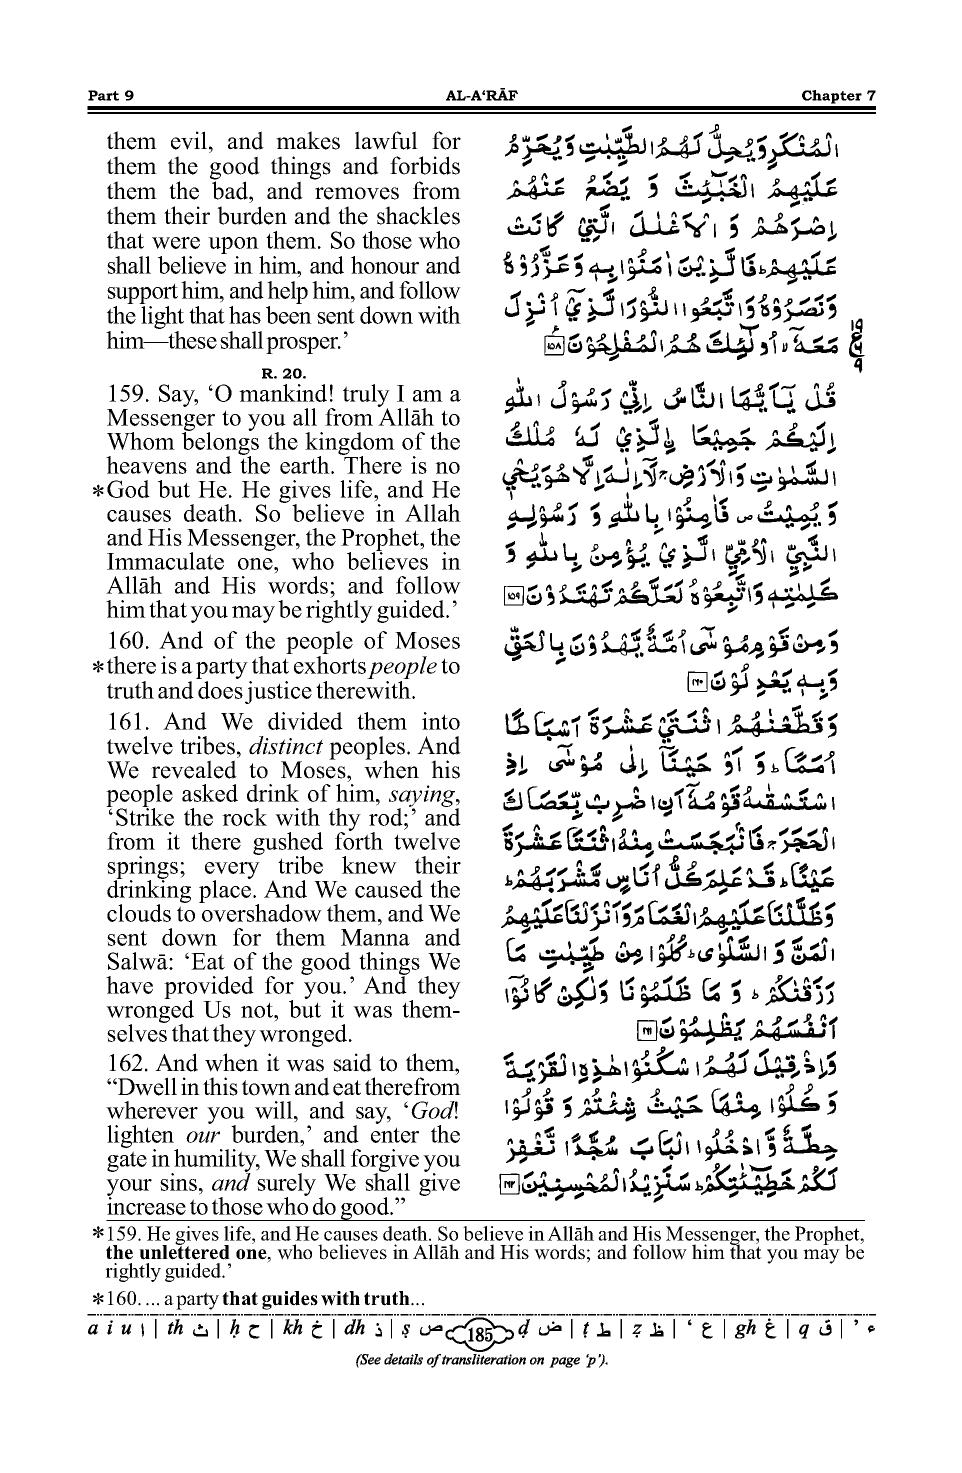 Part 9 AL-A‘RĀF Chapter 7
them evil, and makes lawful for
them the good things and forbids
them the bad, and removes from
them their burden and the shackles
that were upon them. So those who
shall believe in him, and honour and
support him, and help him, and follow
the light that has been sent down with
him—these shall prosper.’
R. 20.
159. Say, ‘O mankind! truly I am a
Messenger to you all from Allāh to
Whom belongs the kingdom of the
heavens and the earth. There is no
*God but He. He gives life, and He
causes death. So believe in Allah
and His Messenger, the Prophet, the
Immaculate one, who believes in
Allāh and His words; and follow
him that you may be rightly guided.’
160. And of the people of Moses
*there is a party that exhorts people to
truth and does justice therewith.
161. And We divided them into
twelve tribes, distinct peoples. And
We revealed to Moses, when his
people asked drink of him, saying,
‘Strike the rock with thy rod;’ and
from it there gushed forth twelve
springs; every tribe knew their
drinking place. And We caused the
clouds to overshadow them, and We
sent down for them Manna and
Salwā: ‘Eat of the good things We
have provided for you.’ And they
wronged Us not, but it was them-
selves that they wronged.
162. And when it was said to them,
“Dwell in this town and eat therefrom
wherever you will, and say, ‘God!
lighten our burden,’ and enter the
gate in humility, We shall forgive you
your sins, and surely We shall give
increase to those who do good.”
الْمُنْكَرِ وَيُحِلُّ لَهُمُ الطَّيِّبٰتِ وَيُحَرِّمُ
عَلَيْهِمُ الْخَبٰٓئِثَ وَ يَضَعُ عَنْهُمْ
اِصْرَهُمْ وَ الْاَغْلٰلَ الَّتِيْ كَانَتْ
عَلَيْهِمْ ؕ فَالَّذِيْنَ اٰمَنُوْا بِهٖ وَعَزَّرُوْهُ
وَنَصَرُوْهُ وَاتَّبَعُوا النُّوْرَ الَّذِيْٓ اُنْزِلَ
مَعَهٗٓ ۙ اُولٰٓئِكَ هُمُ الْمُفْلِحُوْنَ ۱۵۸
قُلْ يٰٓاَيُّهَا النَّاسُ اِنِّيْ رَسُوْلُ اللّٰهِ
اِلَيْكُمْ جَمِيْعَا ۨالَّذِيْ لَهٗ مُلْكُ
السَّمٰوٰتِ وَالْاَرْضِ ۚ لَآ اِلٰهَ اِلَّا هُوَ يُحْيٖ
وَ يُمِيْتُ ۪ فَاٰمِنُوْا بِاللّٰهِ وَ رَسُوْلِهِ
النَّبِيِّ الْاُمِّيِّ الَّذِيْ يُؤْمِنُ بِاللّٰهِ وَ
كَلِمٰتِهٖ وَاتَّبِعُوْهُ لَعَلَّكُمْ تَهْتَدُوْنَ ۱۵۹
وَمِنْ قَوْمِ مُوْسٰٓى اُمَّةٌ يَّهْدُوْنَ بِالْحَقِّ
وَبِهٖ يَعْدِلُوْنَ ۱۶۰
وَقَطَّعْنٰهُمُ اثْنَتَيْ عَشْرَةَ اَسْبَاطًا
اُمَمًا ؕ وَ اَوْحَيْنَآ اِلٰى مُوْسٰٓى اِذِ
اسْتَسْقٰىهُ قَوْمُهٗٓ اَنِ اضْرِبْ بِّعَصَاكَ
الْحَجَرَ ۚ فَانْۢبَجَسَتْ مِنْهُ اثْنَتَا عَشْرَةَ
عَيْنًا ؕ قَدْ عَلِمَ كُلُّ اُنَاسٍ مَّشْرَبَهُمْ ؕ
وَظَلَّلْنَا عَلَيْهِمُ الْغَمَامَ وَاَنْزَلْنَا عَلَيْهِمُ
الْمَنَّ وَ السَّلْوٰى ؕ كُلُوْا مِنْ طَيِّبٰتِ مَا
رَزَقْنٰكُمْ ؕ وَ مَا ظَلَمُوْنَا وَلٰكِنْ كَانُوْٓا
اَنْفُسَهُمْ يَظْلِمُوْنَ ۱۶۱
وَاِذْ قِيْلَ لَهُمُ اسْكُنُوْا هٰذِهِ الْقَرْيَةَ
وَ كُلُوْا مِنْهَا حَيْثُ شِئْتُمْ وَ قُوْلُوْا
حِطَّةٌ وَّادْخُلُوا الْبَابَ سُجَّدًا نَّغْفِرْ
لَكُمْ خَطِيْٓئٰتِكُمْ ؕ سَنَزِيْدُ الْمُحْسِنِيْنَ ۱۶۲
*159. He gives life, and He causes death. So believe in Allāh and His Messenger, the Prophet,
the unlettered one, who believes in Allāh and His words; and follow him that you may be
rightly guided.’
*160. ... a party that guides with truth...
a i u ا | th ث | ḥ ح | kh خ | dh ذ | ṣ ص 185 ḍ ض | ṭ ط | ẓ ظ | ‘ ع | gh غ | q ق | ’ ء
(See details of transliteration on page ‘p’).